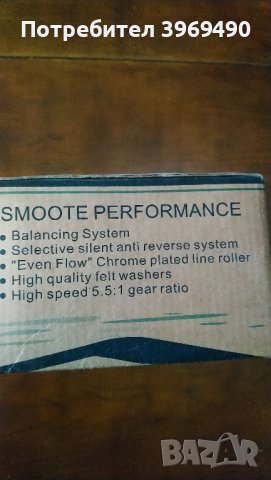 Потребител 3969490
SMOOTE PERFORMANCE
• Balancing System
• Selective silent anti reverse system
• "Even Flow" Chrome plated line roller
• High quality felt washers
• High speed 5.5:1 gear ratio
BAZAR